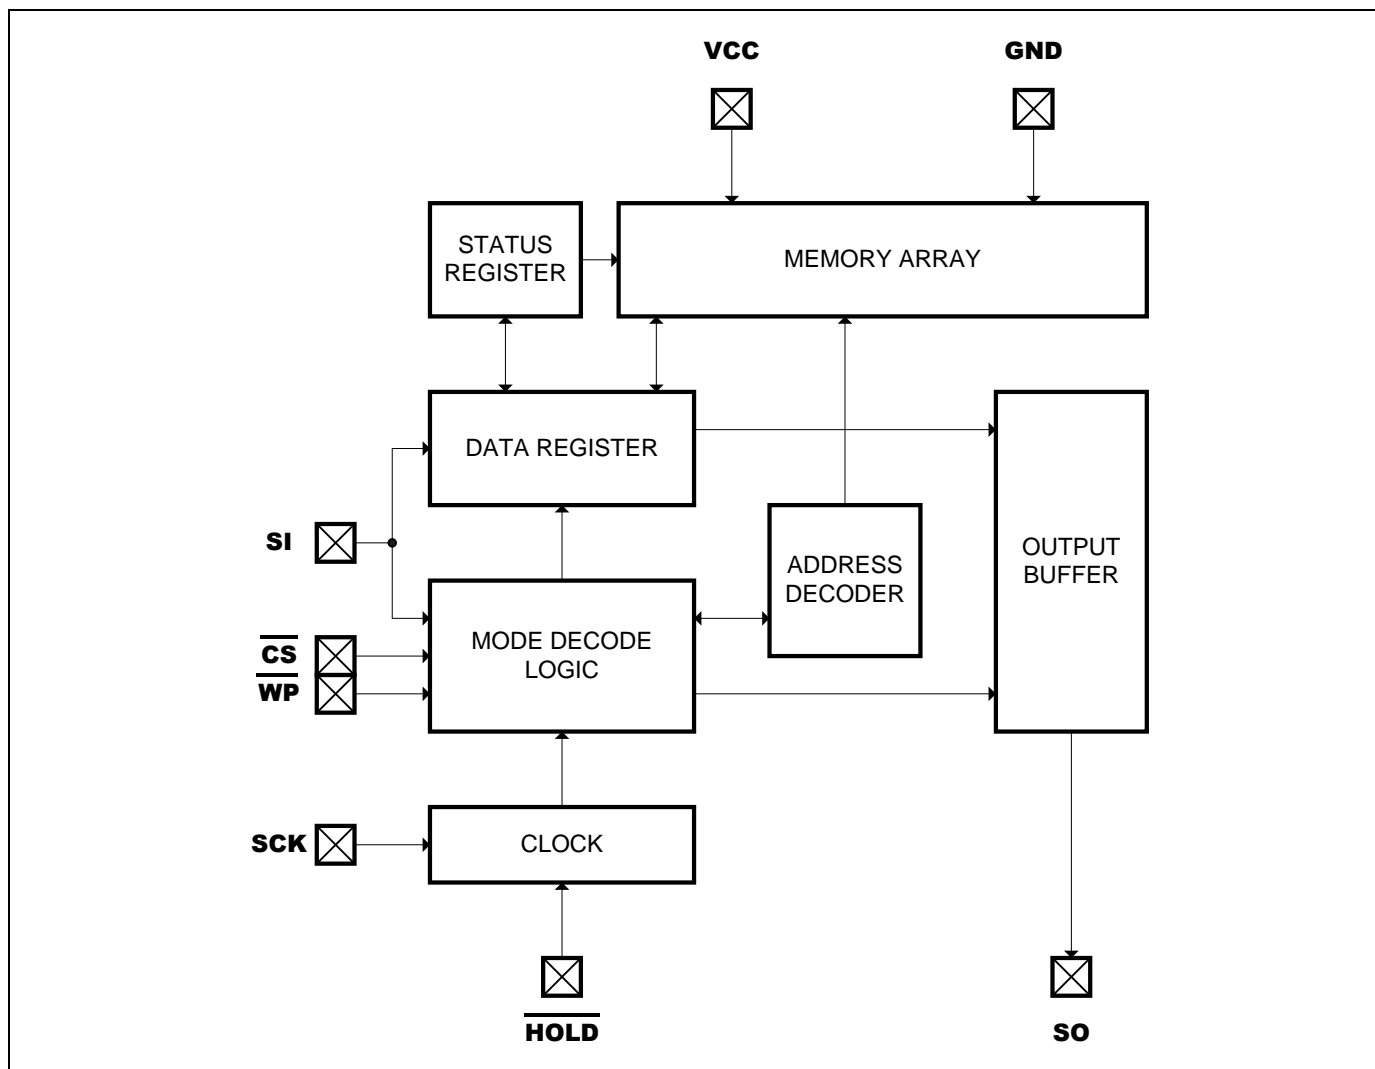 VCC
GND
STATUS
REGISTER
MEMORY ARRAY
DATA REGISTER
SI
ADDRESS
DECODER
OUTPUT
BUFFER
MODE DECODE
LOGIC
CS
WP
SCK
CLOCK
HOLD
SO